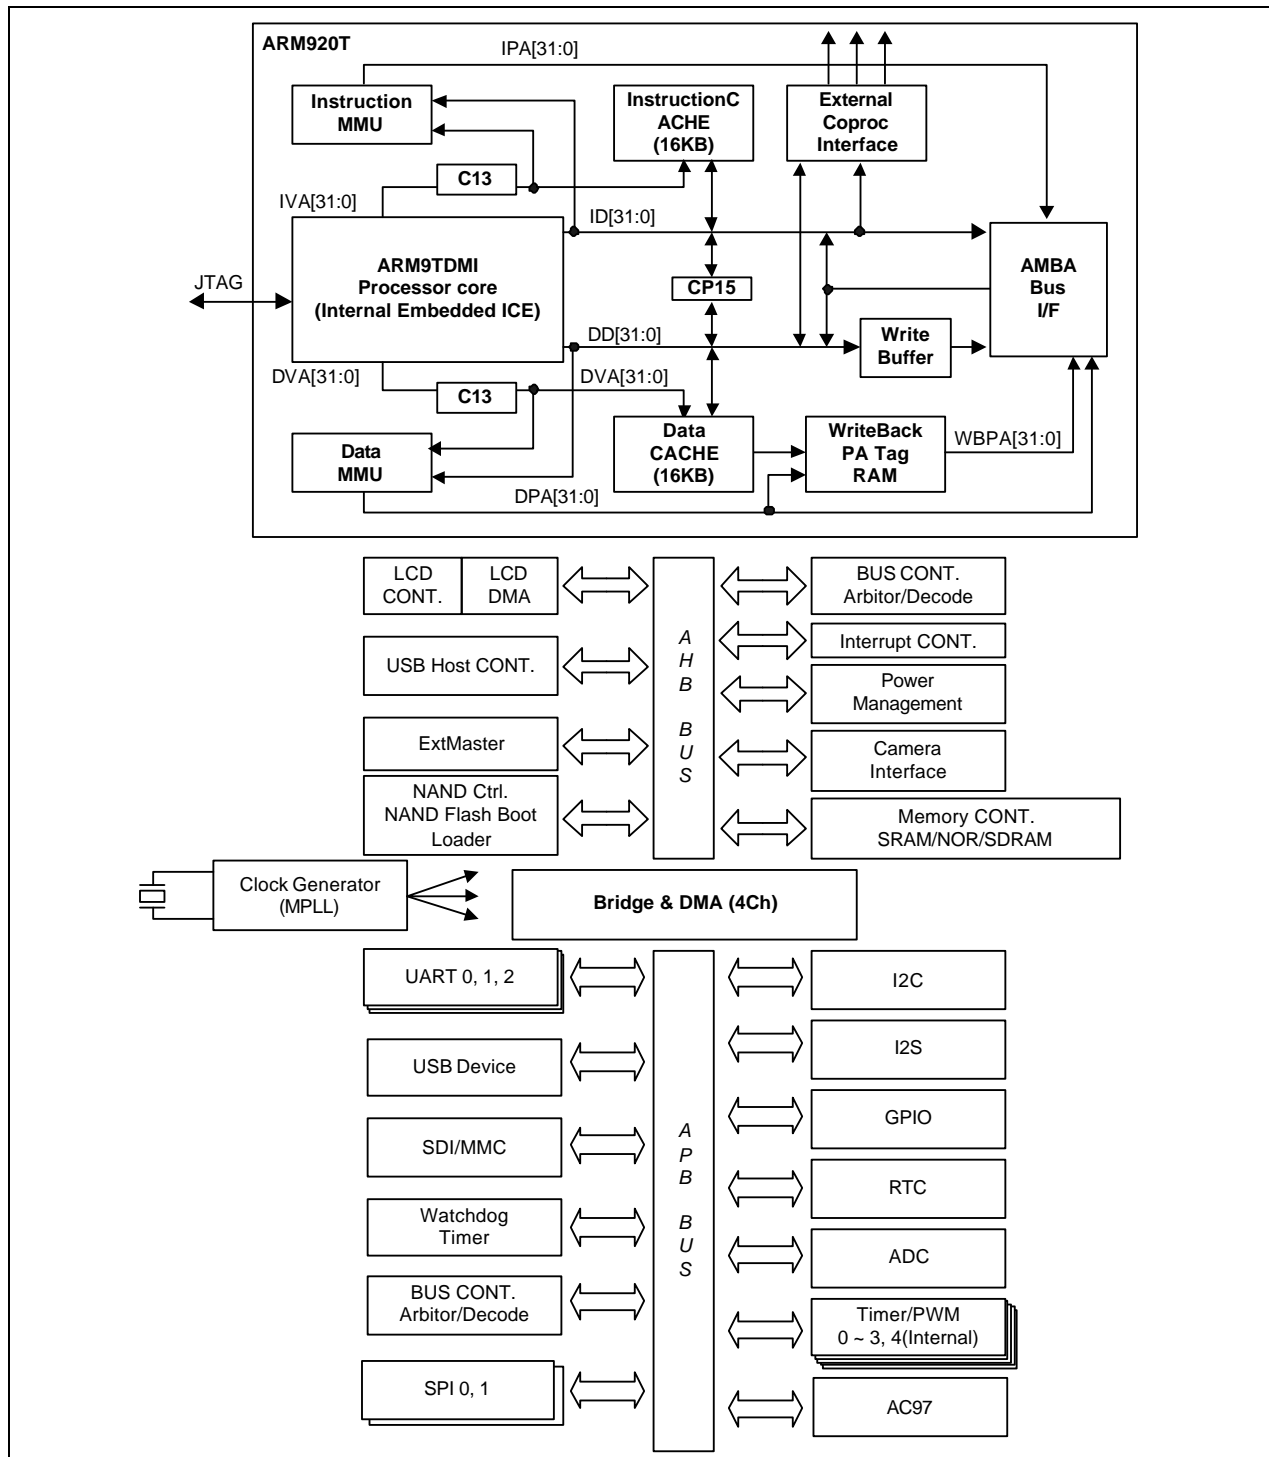 ARM920T
IPA[31:0]
Instruction
MMU
InstructionC
ACHE
(16KB)
External
Coproc
Interface
C13
IVA[31:0]
ID[31:0]
ARM9TDMI
Processor core
(Internal Embedded ICE)
JTAG
CP15
AMBA
Bus
I/F
DD[31:0]
Write
Buffer
DVA[31:0]
C13
DVA[31:0]
Data
MMU
Data
CACHE
(16KB)
WriteBack
PA Tag
RAM
WBPA[31:0]
DPA[31:0]
LCD
CONT.
LCD
DMA
BUS CONT.
Arbitor/Decode
USB Host CONT.
Interrupt CONT.
Power
Management
ExtMaster
Camera
Interface
NAND Ctrl.
NAND Flash Boot
Loader
Memory CONT.
SRAM/NOR/SDRAM
AHB BUS
Clock Generator
(MPLL)
Bridge & DMA (4Ch)
UART 0, 1, 2
I2C
USB Device
I2S
SDI/MMC
GPIO
Watchdog
Timer
RTC
BUS CONT.
Arbitor/Decode
ADC
SPI 0, 1
Timer/PWM
0 ~ 3, 4(Internal)
AC97
APB BUS